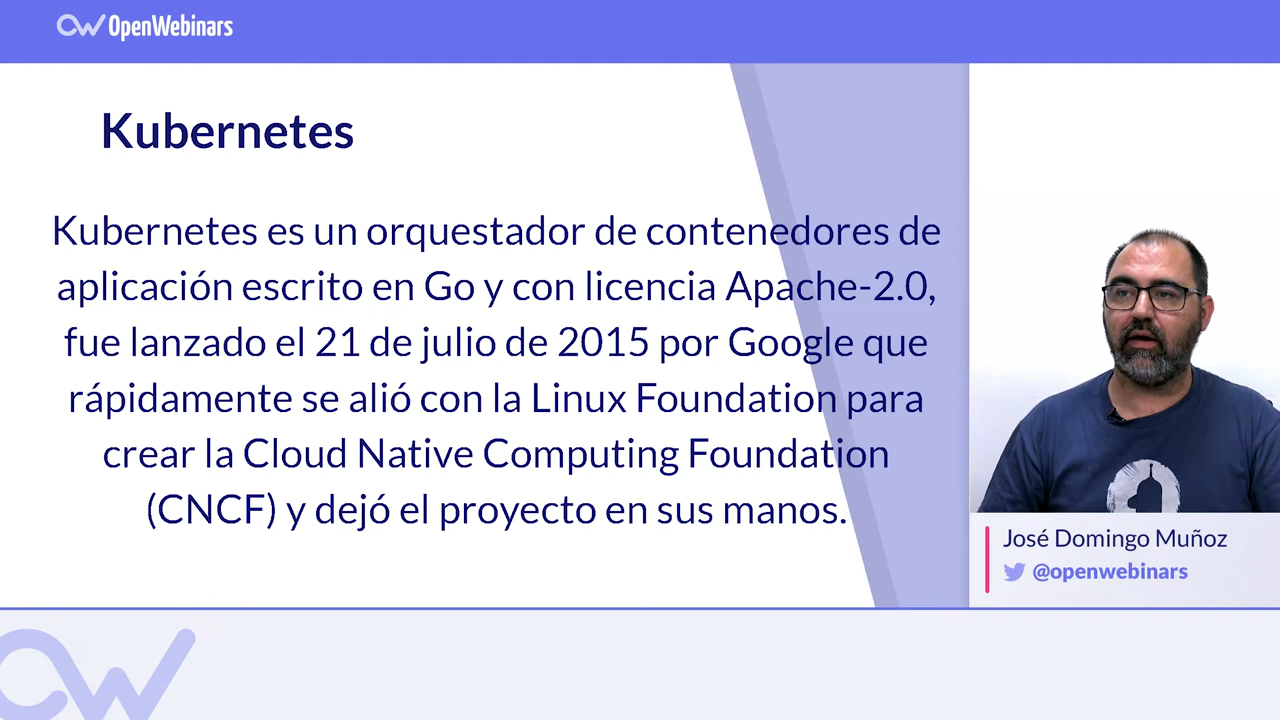 OpenWebinars
Kubernetes
Kubernetes es un orquestador de contenedores de
aplicación escrito en Go y con licencia Apache-2.0,
fue lanzado el 21 de julio de 2015 por Google que
rápidamente se alió con la Linux Foundation para
crear la Cloud Native Computing Foundation
(CNCF) y dejó el proyecto en sus manos.
José Domingo Muñoz
@openwebinars